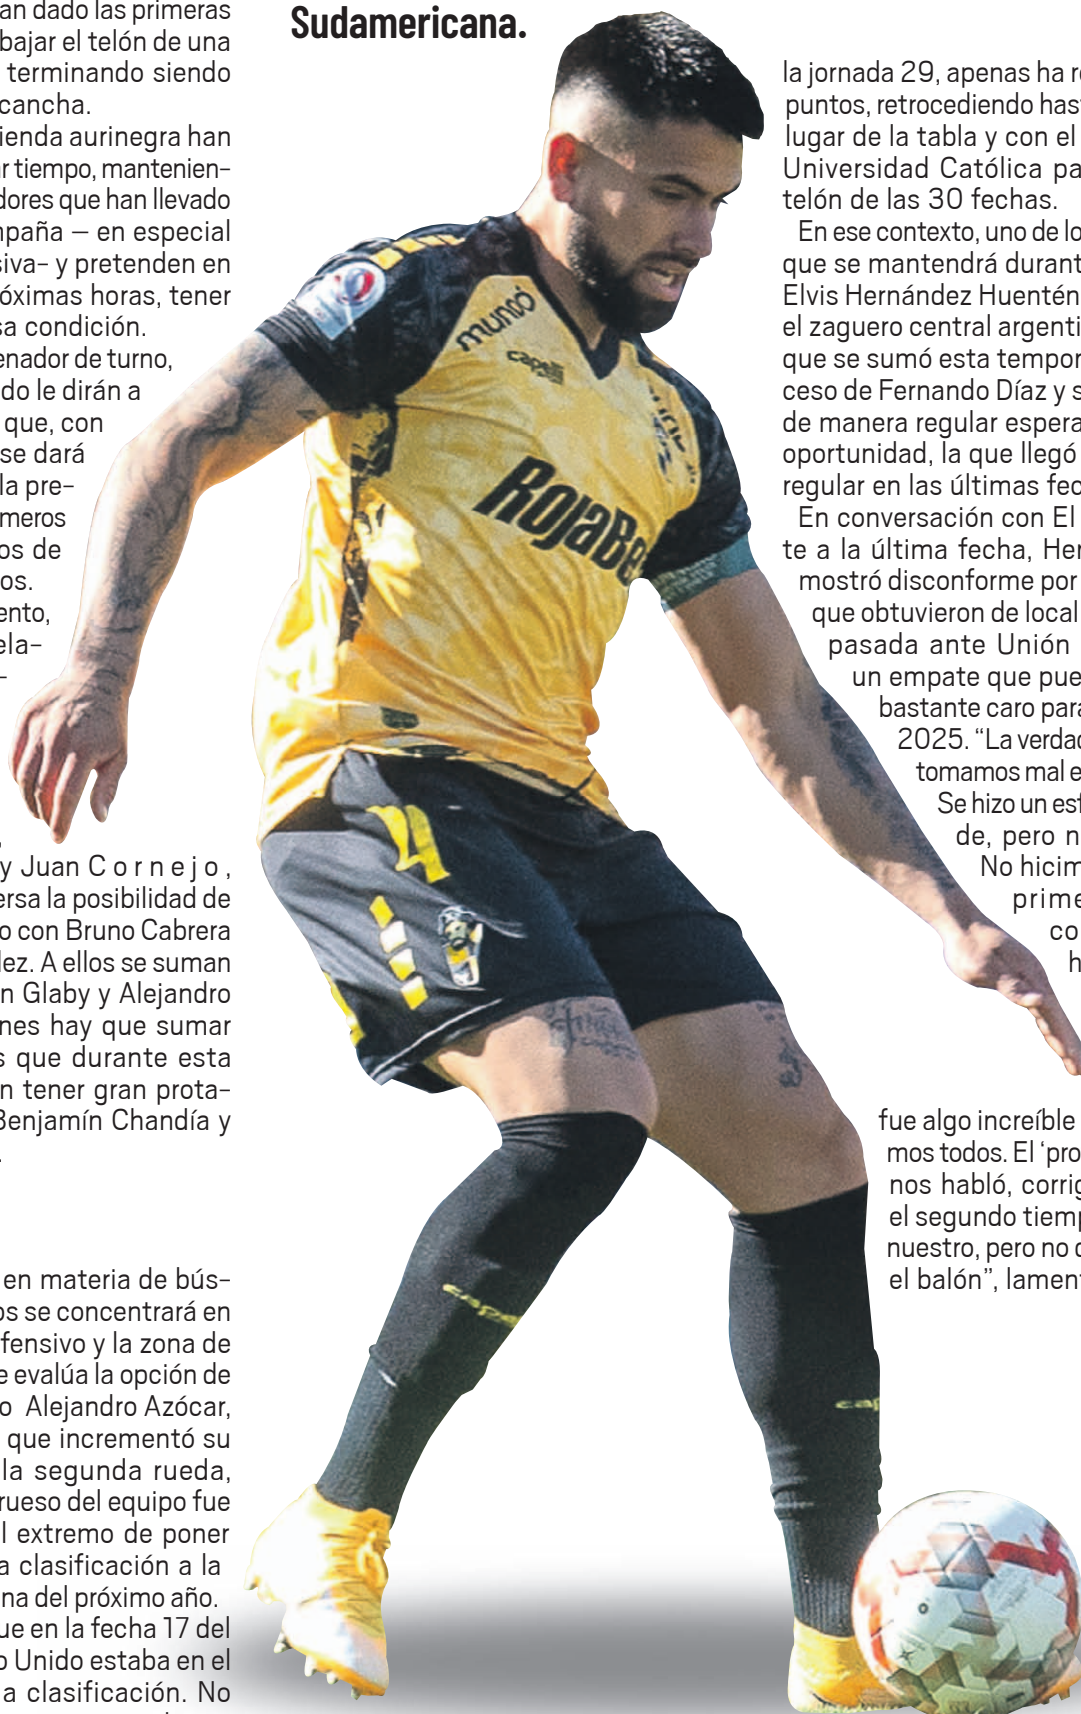 Sudamericana.
an dado las primeras
bajar el telón de una
terminando siendo
cancha.
ienda aurinegra han
r tiempo, mantenien-
dores que han llevado
mpaña — en especial
siva- y pretenden en
óximas horas, tener
sa condición.
enador de turno,
do le dirán a
que, con
se dará
la pre-
meros
os de
os.
ento,
ela-
-
y Juan Cornejo,
ersa la posibilidad de
o con Bruno Cabrera
lez. A ellos se suman
n Glaby y Alejandro
nes hay que sumar
s que durante esta
n tener gran prota-
Benjamín Chandía y
.
en materia de bús-
os se concentrará en
fensivo y la zona de
e evalúa la opción de
o Alejandro Azócar,
que incrementó su
la segunda rueda,
rueso del equipo fue
l extremo de poner
a clasificación a la
na del próximo año.
ue en la fecha 17 del
o Unido estaba en el
a clasificación. No
mundo
capelli
RojaBe
4
cape
cap
la jornada 29, apenas ha re
puntos, retrocediendo hast
lugar de la tabla y con el
Universidad Católica pa
telón de las 30 fechas.
En ese contexto, uno de lo
que se mantendrá durant
Elvis Hernández Huentén
el zaguero central argenti
que se sumó esta tempor
ceso de Fernando Díaz y s
de manera regular espera
oportunidad, la que llegó
regular en las últimas fec
En conversación con El
te a la última fecha, Her
mostró disconforme por
que obtuvieron de local
pasada ante Unión
un empate que pue
bastante caro para
2025. “La verdad
tomamos mal e
Se hizo un esf
de, pero n
No hicim
prime
co
h
fue algo increíble
mos todos. El ‘pro
nos habló, corrig
el segundo tiemp
nuestro, pero no c
el balón”, lament